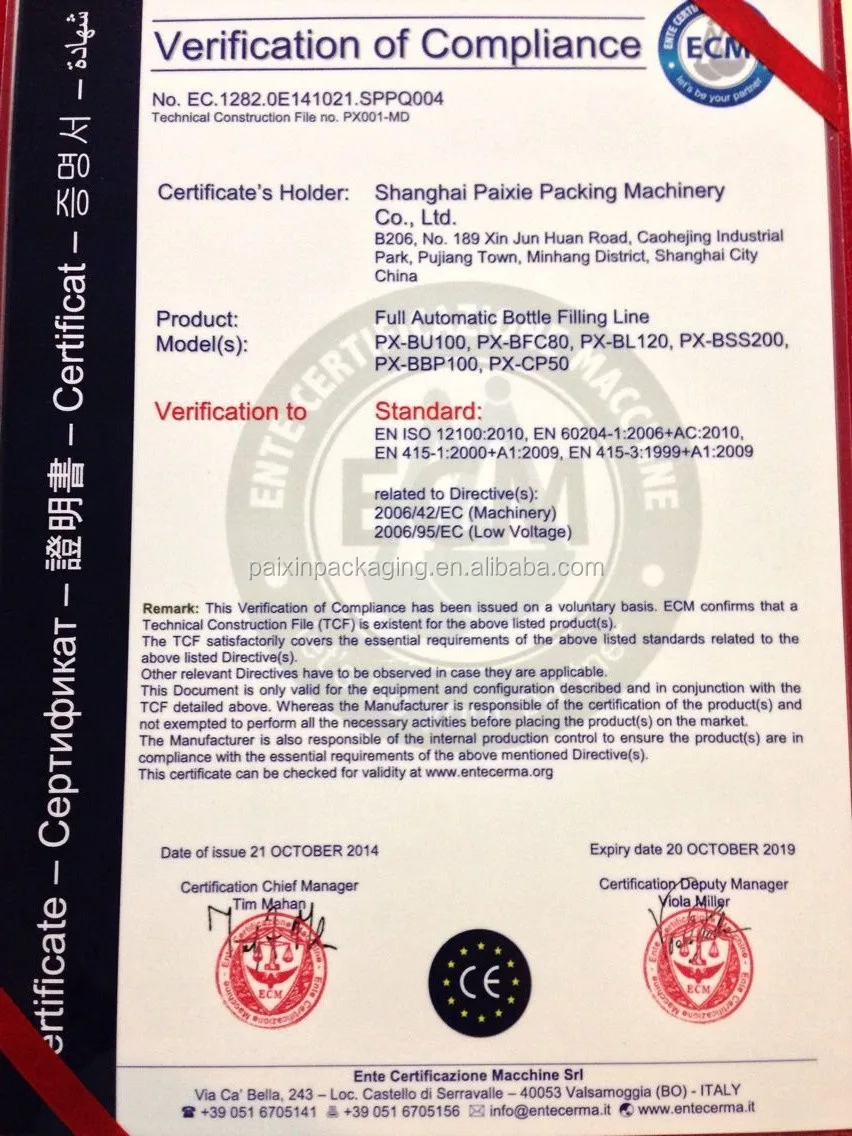 Verification of Compliance
ENTE CERTI
ECM
let's be your partner
No. EC.1282.0E141021.SPPQ004
Technical Construction File no. PX001-MD
Certificate's Holder: Shanghai Paixie Packing Machinery
Co., Ltd.
B206, No. 189 Xin Jun Huan Road, Caohejing Industrial
Park, Pujiang Town, Minhang District, Shanghai City
China
Product: Full Automatic Bottle Filling Line
Model(s): PX-BU100, PX-BFC80, PX-BL120, PX-BSS200,
PX-BBP100, PX-CP50
Verification to Standard:
EN ISO 12100:2010, EN 60204-1:2006+AC:2010,
EN 415-1:2000+A1:2009, EN 415-3:1999+A1:2009
related to Directive(s):
2006/42/EC (Machinery)
2006/95/EC (Low Voltage)
ECM
paixinpackaging.en.alibaba.com
Remark: This Verification of Compliance has been issued on a voluntary basis. ECM confirms that a
Technical Construction File (TCF) is existent for the above listed product(s).
The TCF satisfactorily covers the essential requirements of the above listed standards related to the
above listed Directive(s).
Other relevant Directives have to be observed in case they are applicable.
This Document is only valid for the equipment and configuration described and in conjunction with the
TCF detailed above. Whereas the Manufacturer is responsible of the certification of the product(s) and
not exempted to perform all the necessary activities before placing the product(s) on the market.
The Manufacturer is also responsible of the internal production control to ensure the product(s) are in
compliance with the essential requirements of the above mentioned Directive(s).
This certificate can be checked for validity at www.entecerma.org
Date of issue 21 OCTOBER 2014 Expiry date 20 OCTOBER 2019
Certification Chief Manager
Tim Mahan
Certification Deputy Manager
Viola Miller
Ente Certificazione Macchine
ECM
CE
Ente Certificazione Macchine
ECM
Ente Certificazione Macchine Srl
Via Ca' Bella, 243 – Loc. Castello di Serravalle – 40053 Valsamoggia (BO) - ITALY
+39 051 6705141 +39 051 6705156 info@entecerma.it www.entecerma.it
ertificate – Сертификат – 證明書 – Certificat – 증명서 – شهادة